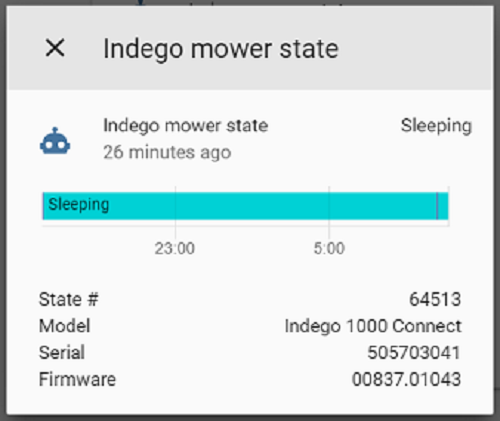 Indego mower state
Indego mower state Sleeping
26 minutes ago
Sleeping
23:00 5:00
State # 64513
Model Indego 1000 Connect
Serial 505703041
Firmware 00837.01043